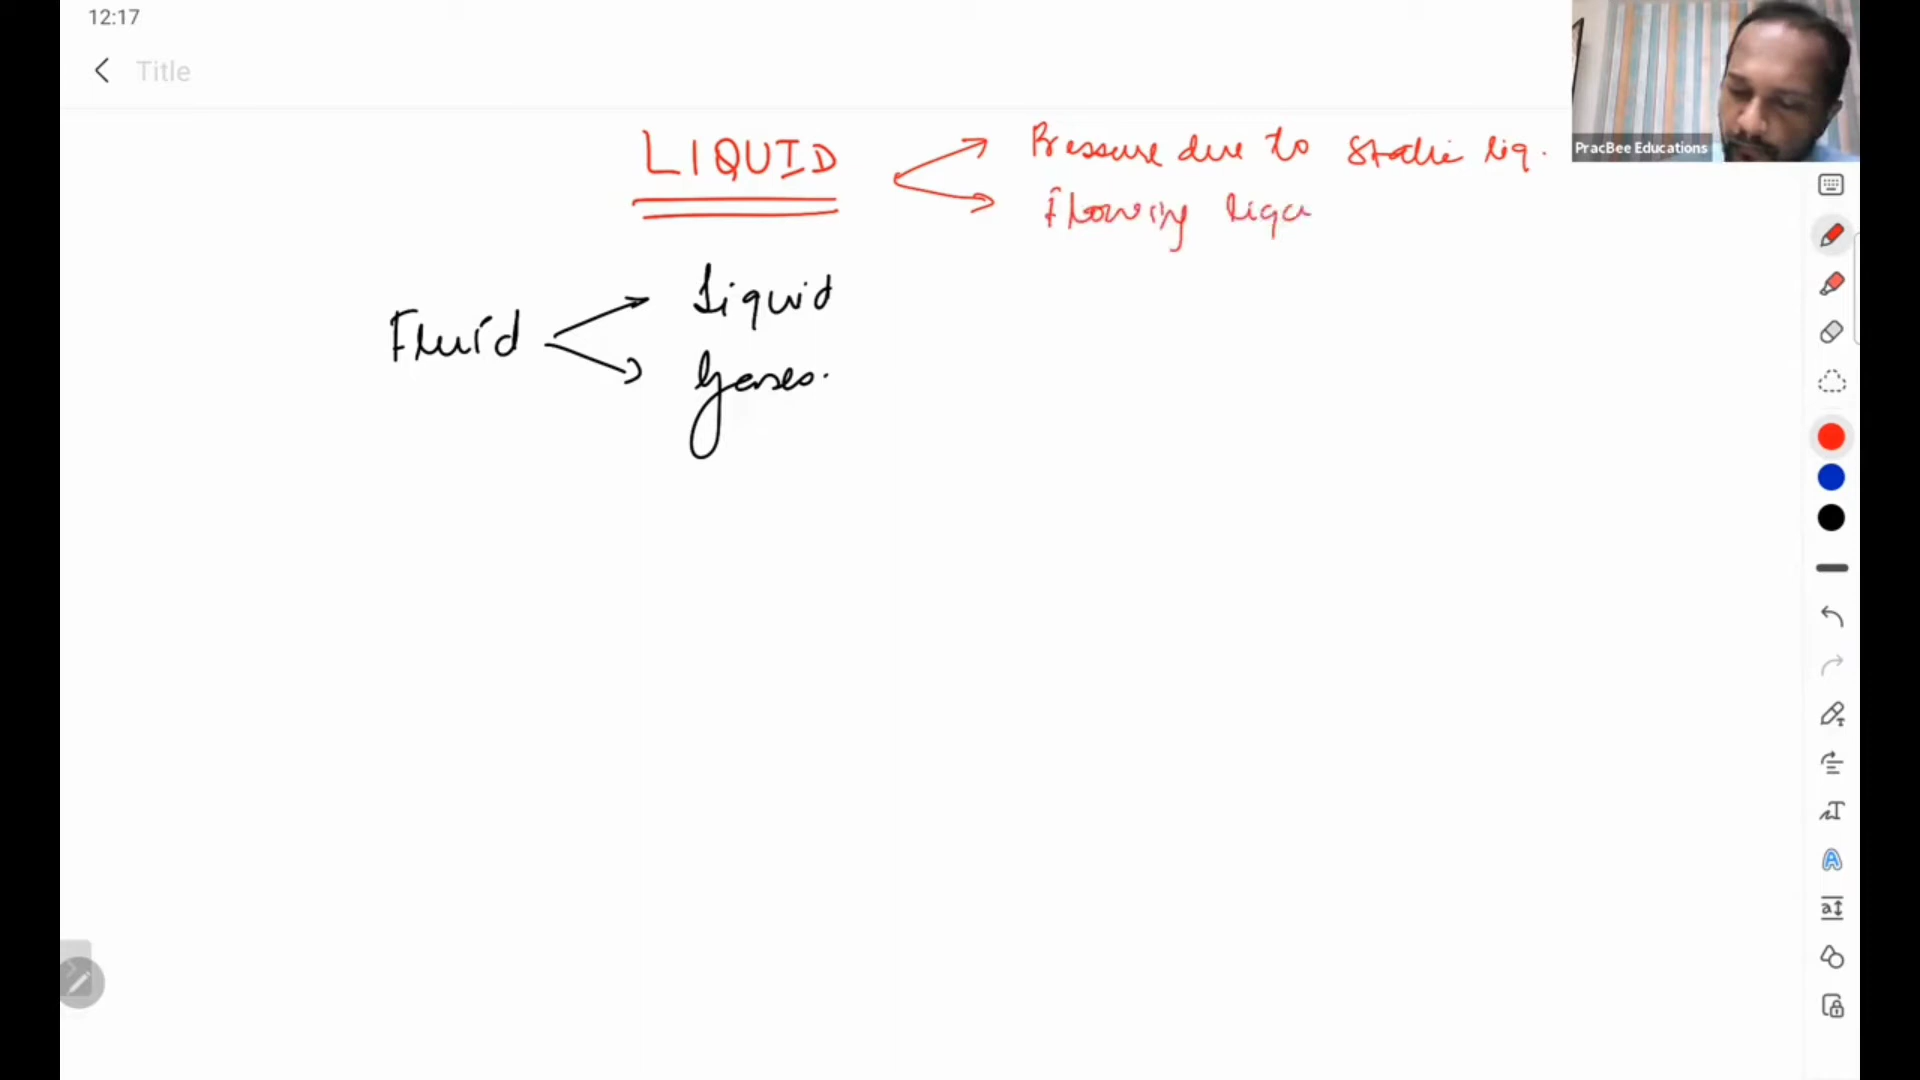 12:17
Title
PracBee Educations
LIQUID
Pressure due to static liq.
Flowing liqu
Fluid
Liquid
Gases.